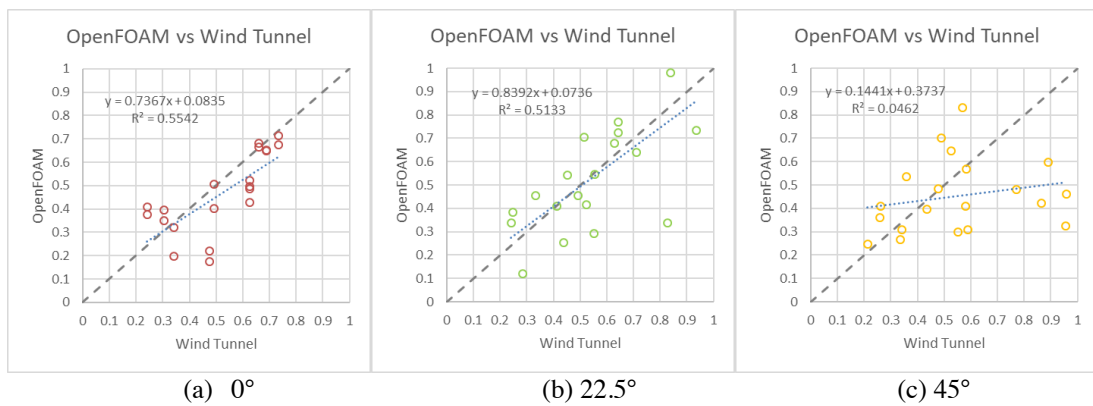 OpenFOAM vs Wind Tunnel
1
0.9
0.8
0.7
0.6
0.5
0.4
0.3
0.2
0.1
0
OpenFOAM
y = 0.7367x + 0.0835
R² = 0.5542
0 0.1 0.2 0.3 0.4 0.5 0.6 0.7 0.8 0.9 1
Wind Tunnel
(a) 0°
OpenFOAM vs Wind Tunnel
1
0.9
0.8
0.7
0.6
0.5
0.4
0.3
0.2
0.1
0
OpenFOAM
y = 0.8392x + 0.0736
R² = 0.5133
0 0.1 0.2 0.3 0.4 0.5 0.6 0.7 0.8 0.9 1
Wind Tunnel
(b) 22.5°
OpenFOAM vs Wind Tunnel
1
0.9
0.8
0.7
0.6
0.5
0.4
0.3
0.2
0.1
0
OpenFOAM
y = 0.1441x + 0.3737
R² = 0.0462
0 0.1 0.2 0.3 0.4 0.5 0.6 0.7 0.8 0.9 1
Wind Tunnel
(c) 45°